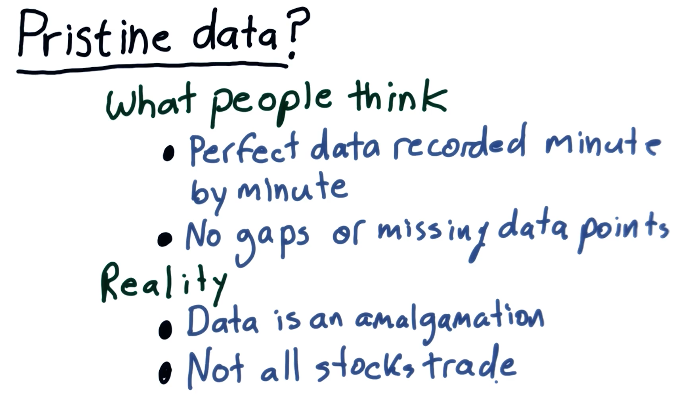 Pristine data?
What people think
• Perfect data recorded minute
by minute
• No gaps or missing data points
Reality
• Data is an amalgamation
• Not all stocks trade